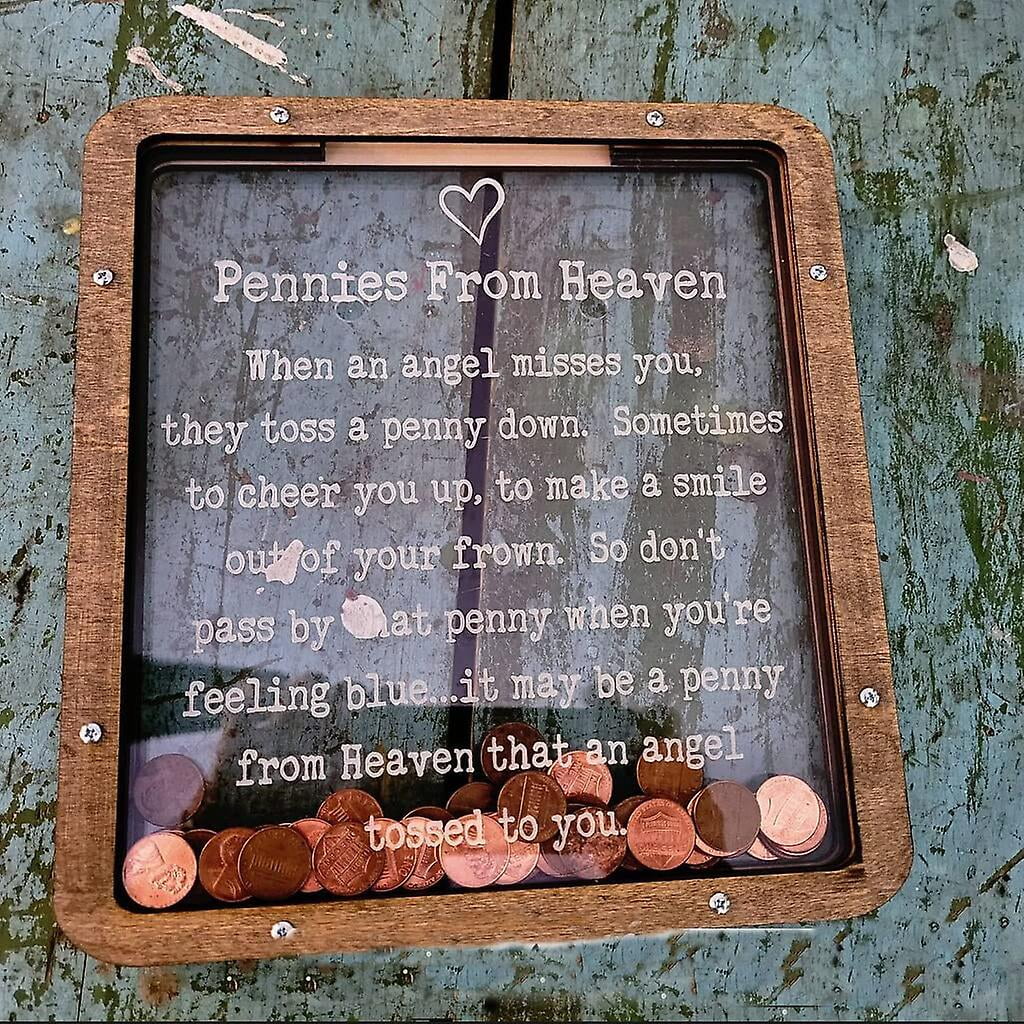 Pennies From Heaven
When an angel misses you,
they toss a penny down. Sometimes
to cheer you up, to make a smile
out of your frown. So don't
pass by that penny when you're
feeling blue...it may be a penny
from Heaven that an angel
tossed to you.